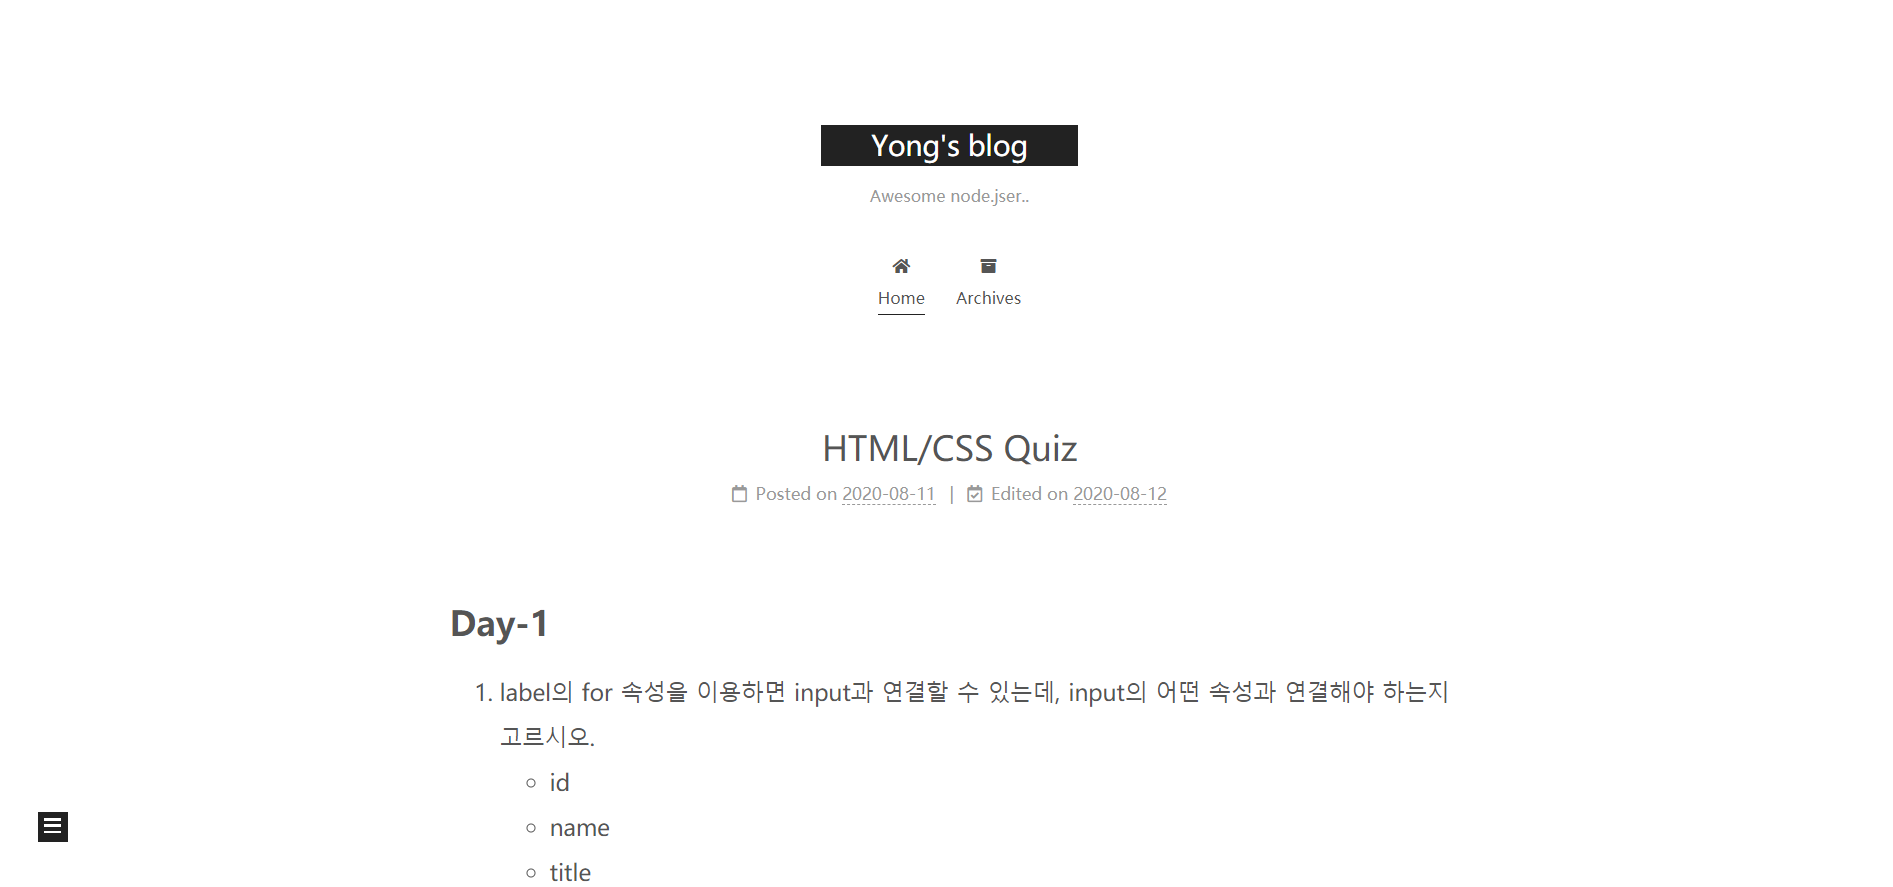 Yong's blog
Awesome node.jser..
Home Archives
HTML/CSS Quiz
Posted on 2020-08-11 | Edited on 2020-08-12
Day-1
1. label의 for 속성을 이용하면 input과 연결할 수 있는데, input의 어떤 속성과 연결해야 하는지
고르시오.
id
name
title